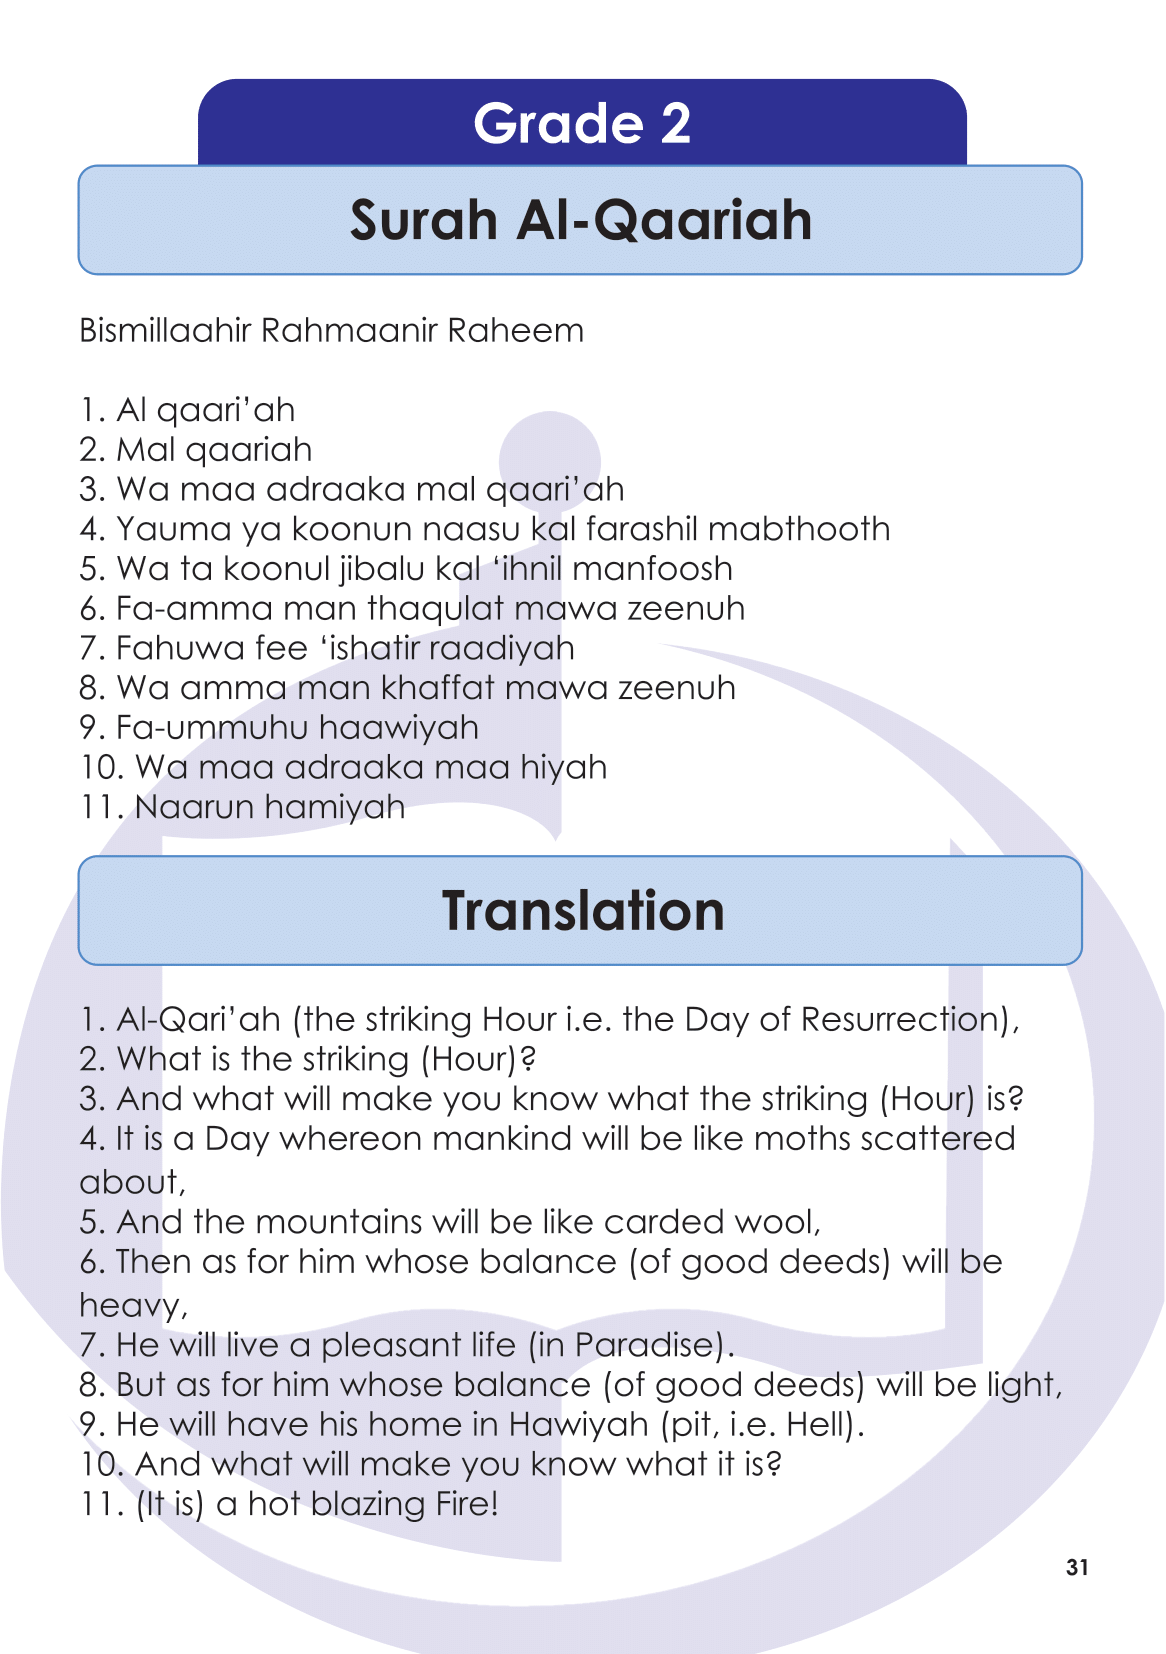 Grade 2
Surah Al-Qaariah
Bismillaahir Rahmaanir Raheem
1. Al qaari’ah
2. Mal qaariah
3. Wa maa adraaka mal qaari’ah
4. Yauma ya koonun naasu kal farashil mabthooth
5. Wa ta koonul jibalu kal ‘ihnil manfoosh
6. Fa-amma man thaqulat mawa zeenuh
7. Fahuwa fee ‘ishatir raadiyah
8. Wa amma man khaffat mawa zeenuh
9. Fa-ummuhu haawiyah
10. Wa maa adraaka maa hiyah
11. Naarun hamiyah
Translation
1. Al-Qari’ah (the striking Hour i.e. the Day of Resurrection),
2. What is the striking (Hour)?
3. And what will make you know what the striking (Hour) is?
4. It is a Day whereon mankind will be like moths scattered
about,
5. And the mountains will be like carded wool,
6. Then as for him whose balance (of good deeds) will be
heavy,
7. He will live a pleasant life (in Paradise).
8. But as for him whose balance (of good deeds) will be light,
9. He will have his home in Hawiyah (pit, i.e. Hell).
10. And what will make you know what it is?
11. (It is) a hot blazing Fire!
31